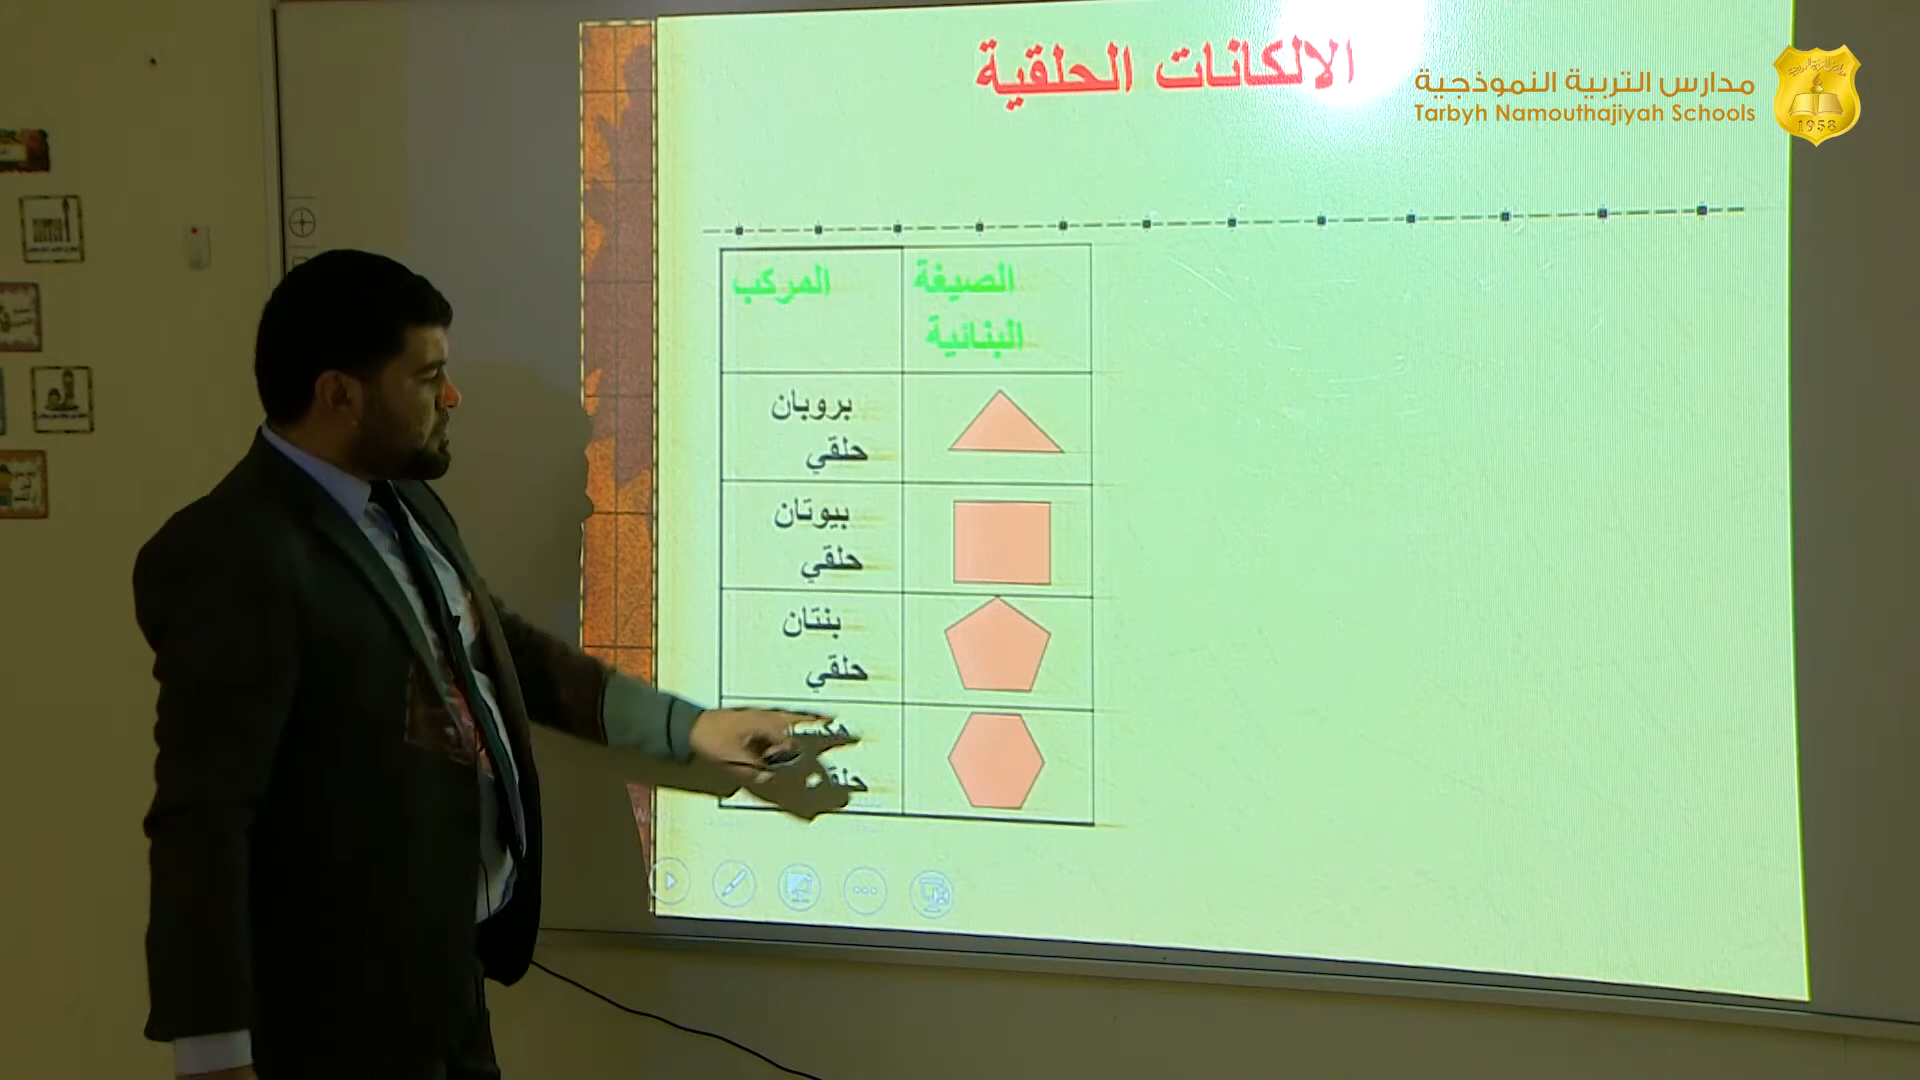 الالكانات الحلقية
مدارس التربية النموذجية
Tarbyh Namouthajiyah Schools
1958
الصيغة
البنائية
المركب
بروبان
حلقي
بيوتان
حلقي
بنتان
حلقي